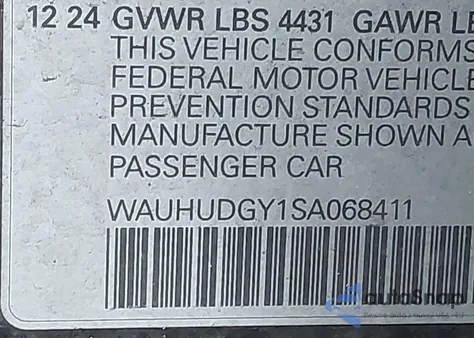 12 24 GVWR LBS 4431 GAWR
THIS VEHICLE CONFORMS
FEDERAL MOTOR VEHICLE
PREVENTION STANDARDS
MANUFACTURE SHOWN A
PASSENGER CAR
WAUHUDGY1SA068411
autoSnap